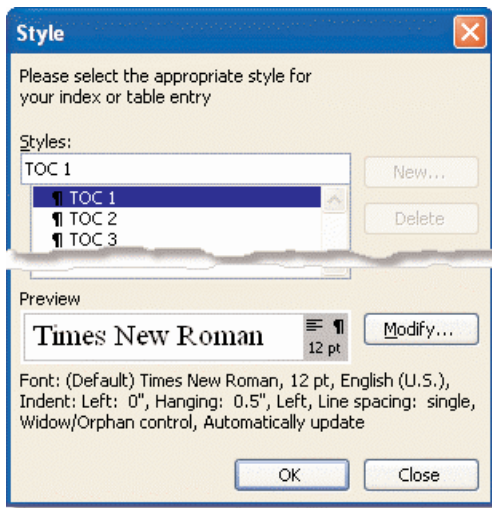 Style
Please select the appropriate style for
your index or table entry
Styles:
TOC 1
New...
¶ TOC 1
¶ TOC 2
¶ TOC 3
Delete
Preview
Times New Roman
¶
12 pt
Modify...
Font: (Default) Times New Roman, 12 pt, English (U.S.),
Indent: Left: 0", Hanging: 0.5", Left, Line spacing: single,
Widow/Orphan control, Automatically update
OK
Close